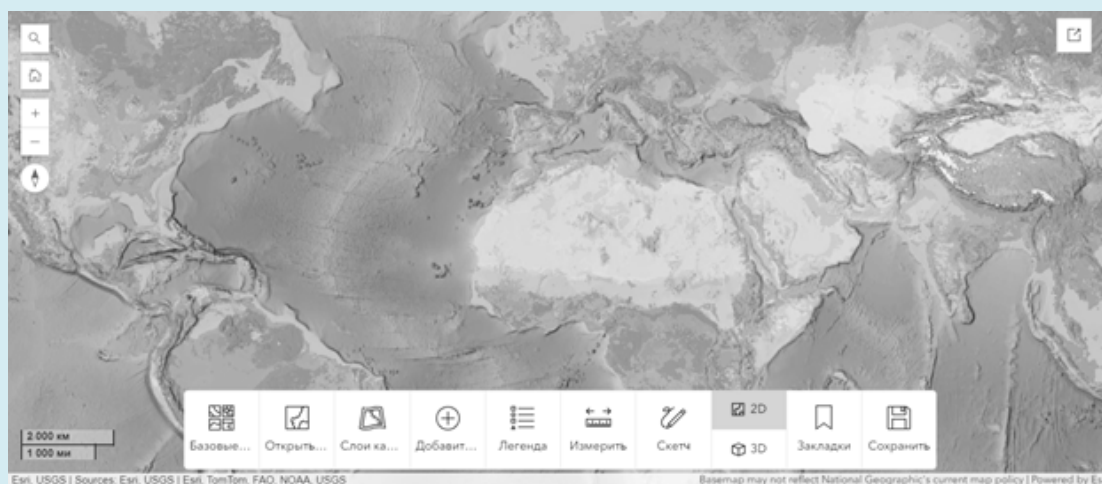 +
−
2 000 км
1 000 ми
Базовые...
Открыть...
Слои ка...
Добавит...
Легенда
Измерить
Скетч
2D
3D
Закладки
Сохранить
Esri, USGS | Sources: Esri, USGS | Esri, TomTom, FAO, NOAA, USGS
Basemap may not reflect National Geographic's current map policy | Powered by Es